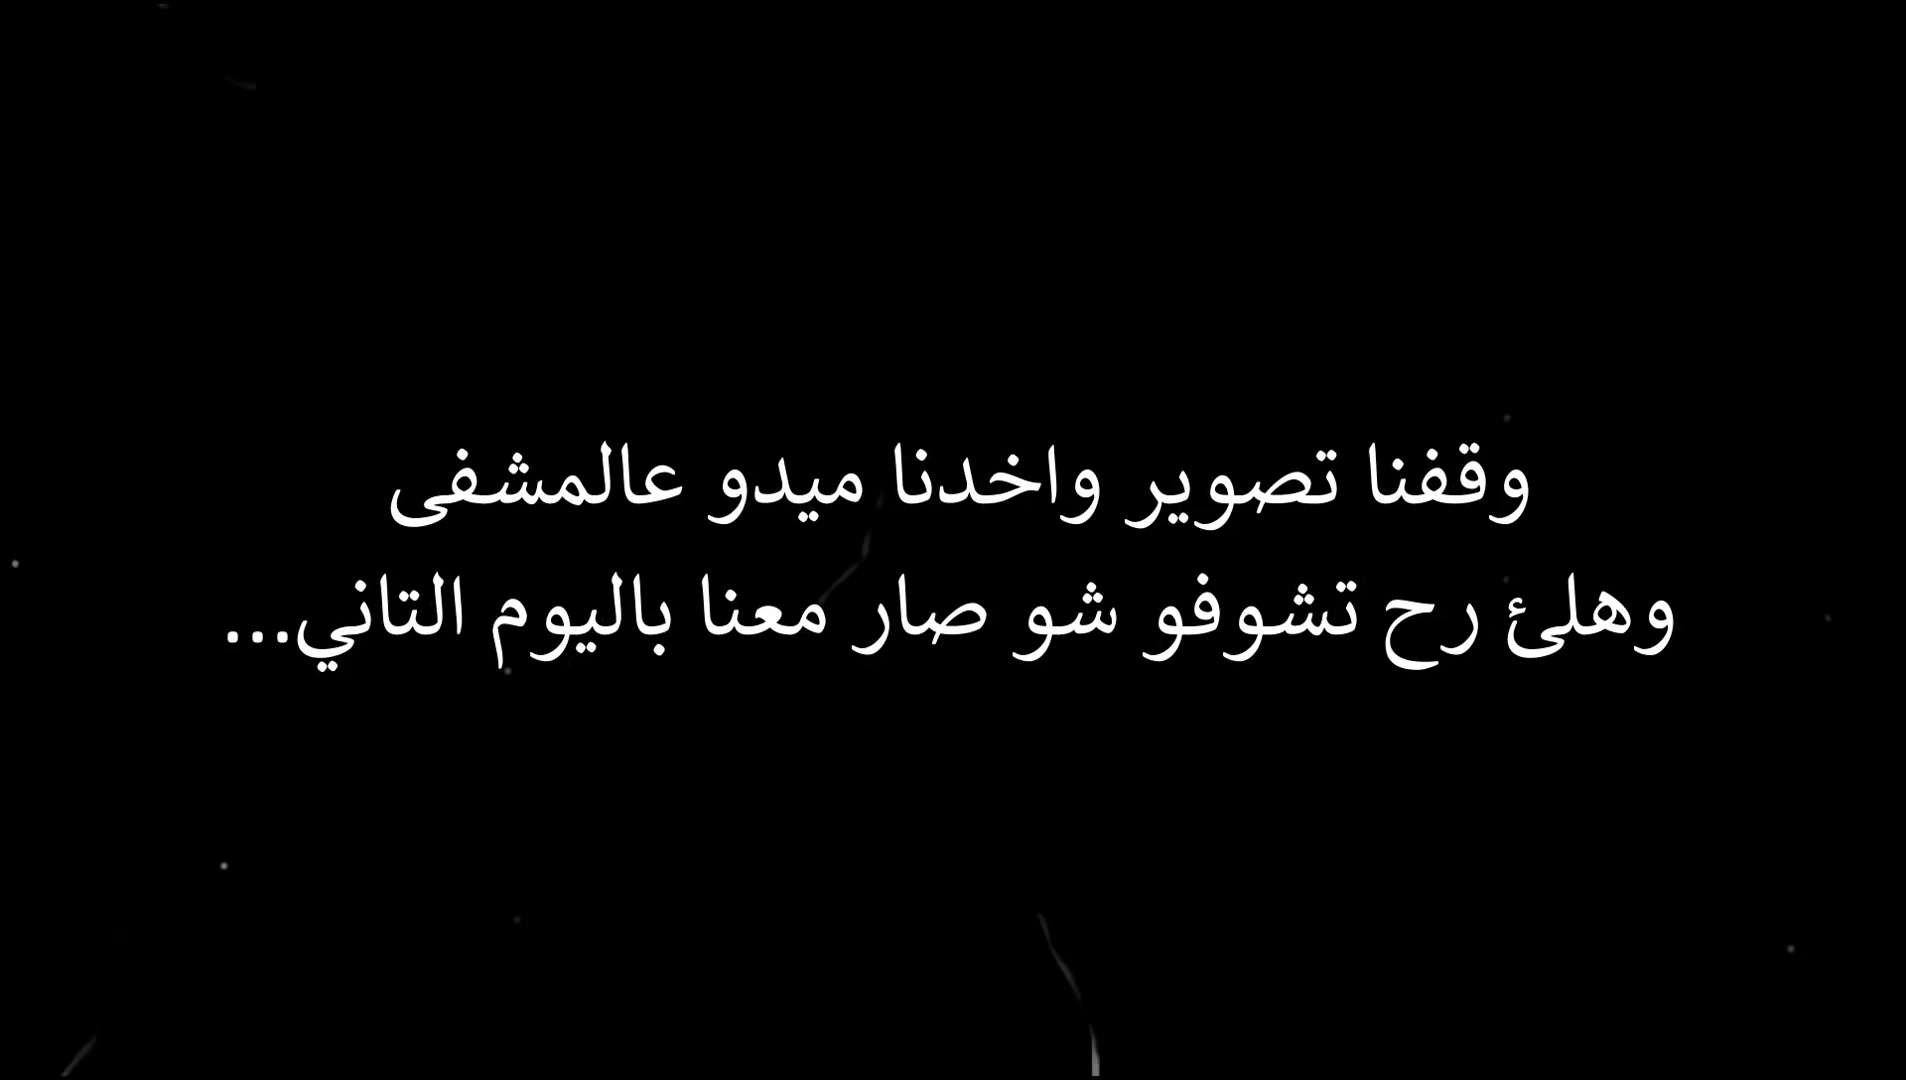 وقفنا تصوير واخدنا ميدو عالمشفى
وهلئ رح تشوفو شو صار معنا باليوم التاني...